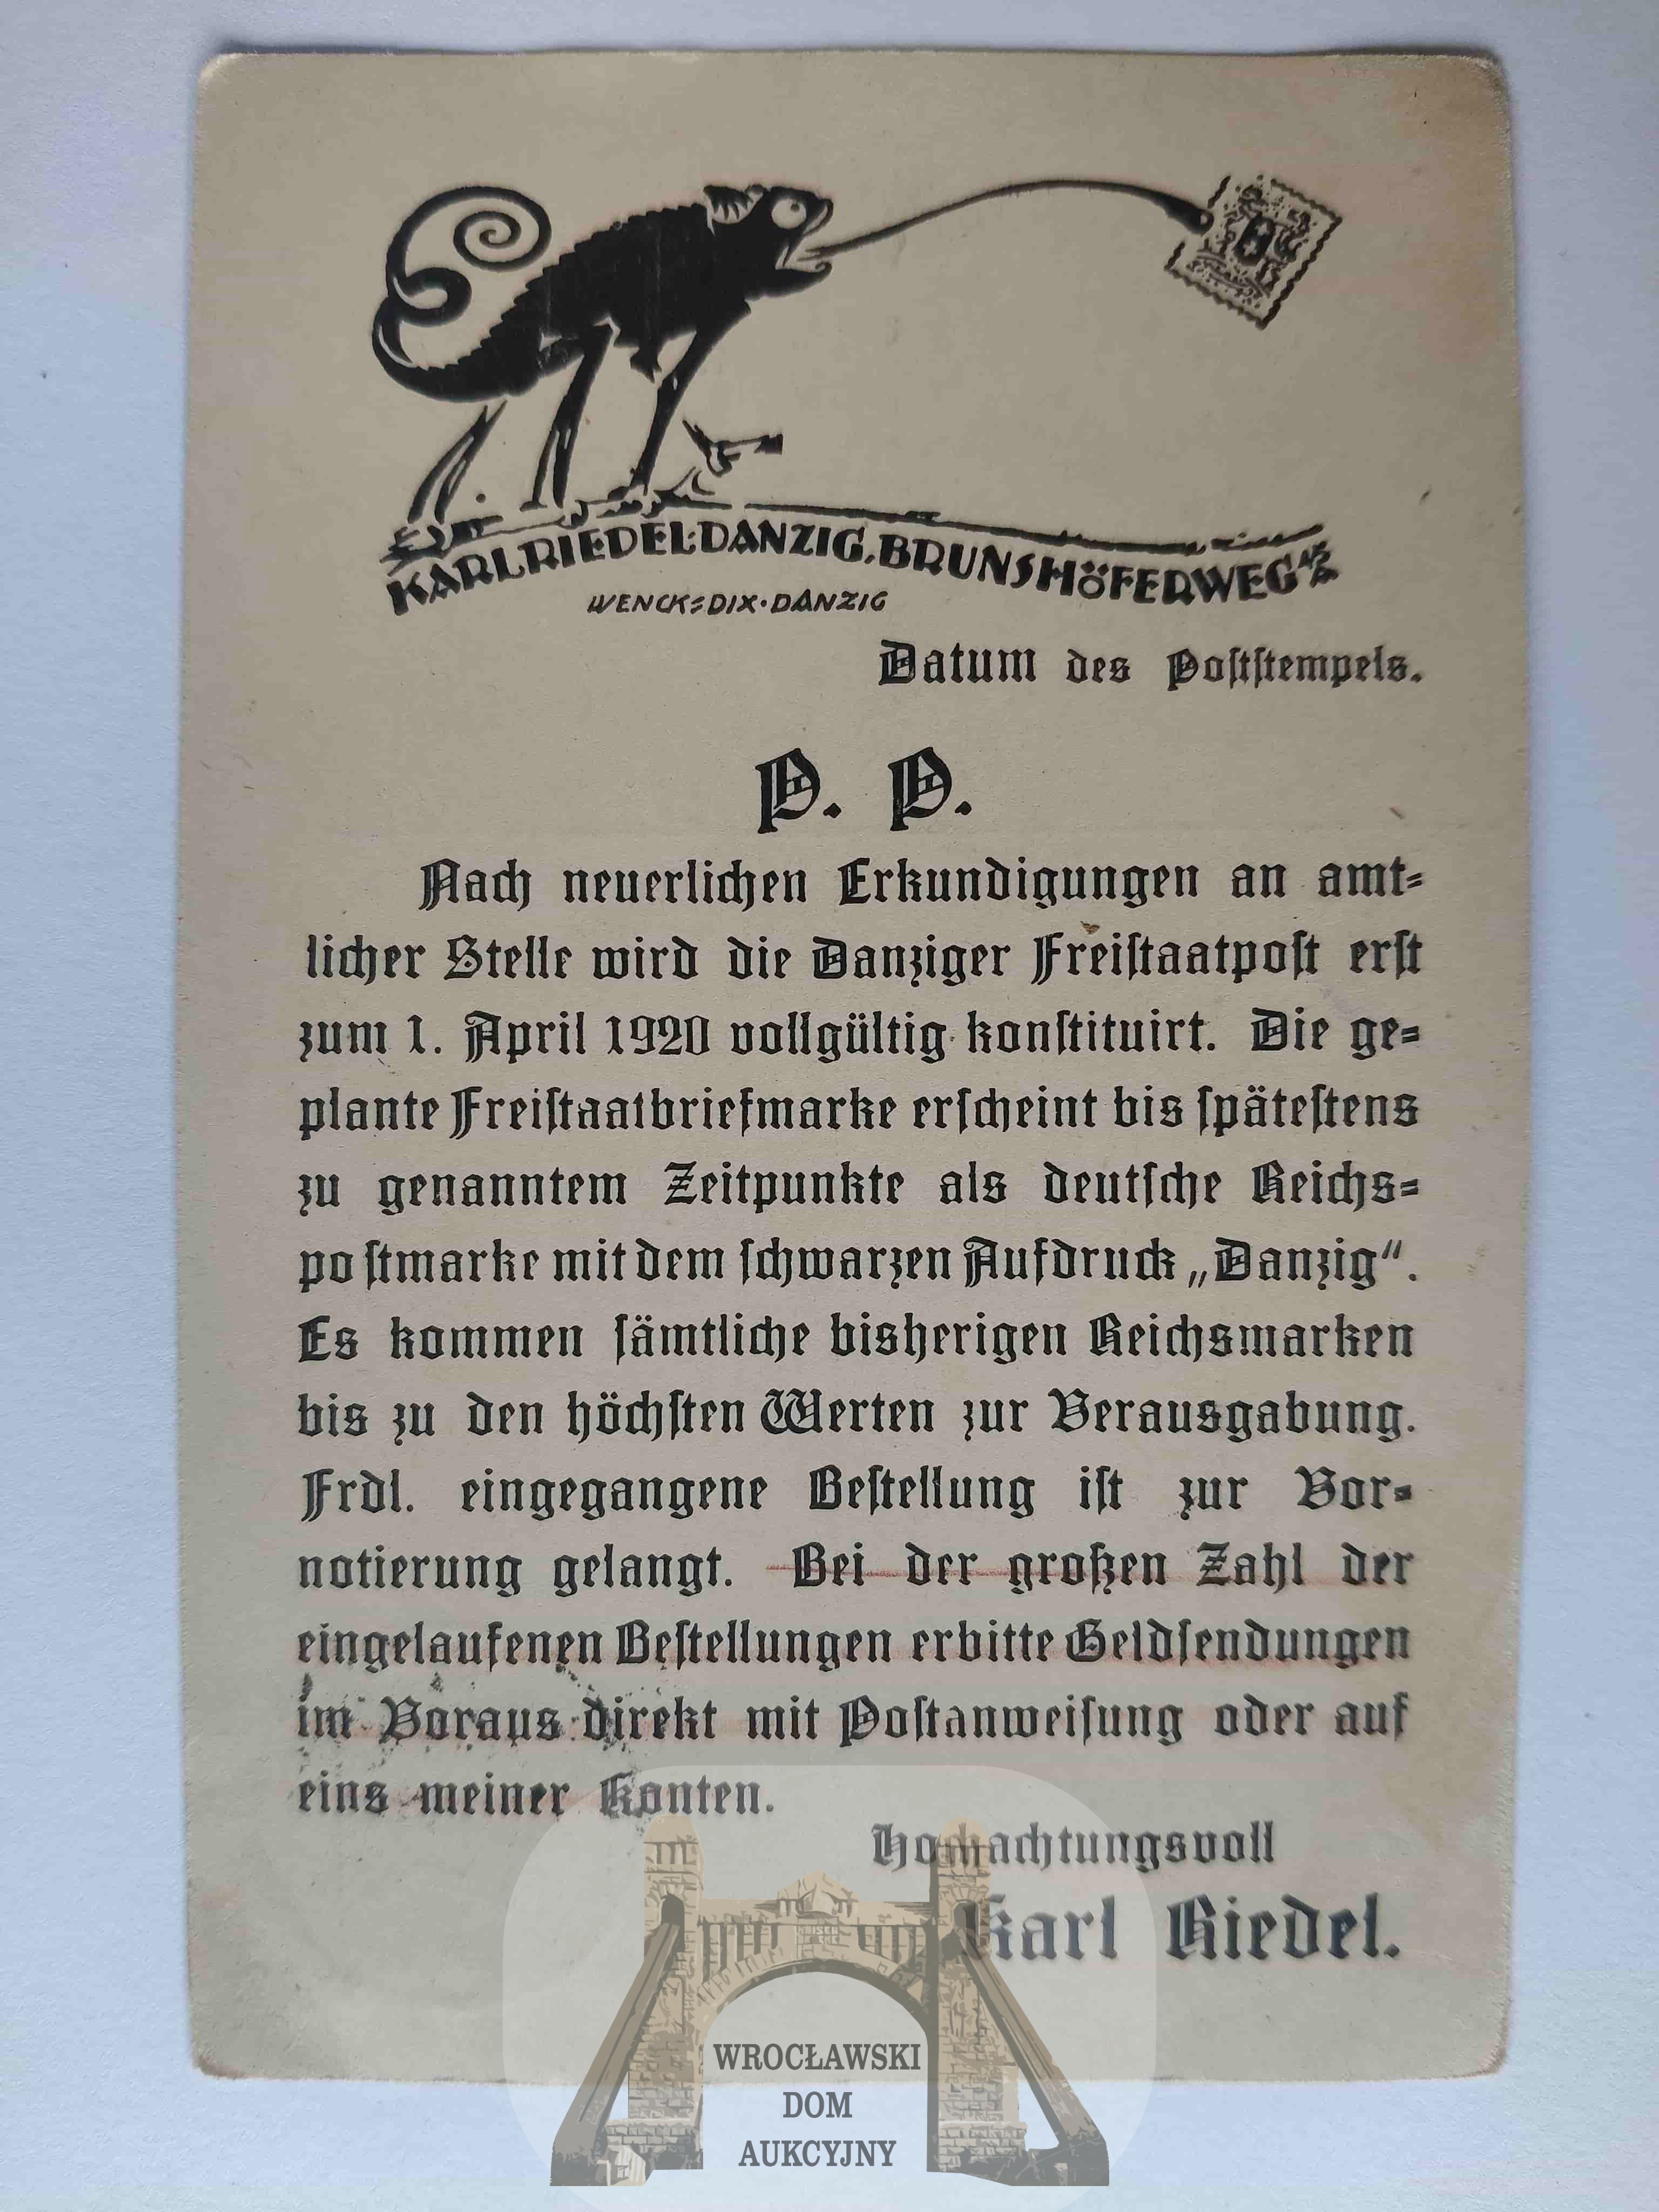 KARL RIEDEL·DANZIG, BRUNSHÖFERWEG
WENCK=DIX·DANZIG
Datum des Poststempels.
P. P.
Nach neuerlichen Erkundigungen an amt=
licher Stelle wird die Danziger Freistaatpost erst
zum 1. April 1920 vollgültig konstituirt. Die ge=
plante Freistaatbriefmarke erscheint bis spätestens
zu genanntem Zeitpunkte als deutsche Reichs=
postmarke mit dem schwarzen Aufdruck „Danzig“.
Es kommen sämtliche bisherigen Reichsmarken
bis zu den höchsten Werten zur Verausgabung.
Frdl. eingegangene Bestellung ist zur Vor=
notierung gelangt. Bei der großen Zahl der
eingelaufenen Bestellungen erbitte Geldsendungen
im Voraus direkt mit Postanweisung oder auf
eins meiner Konten.
Hochachtungsvoll
Karl Riedel.
WROCŁAWSKI
DOM
AUKCYJNY